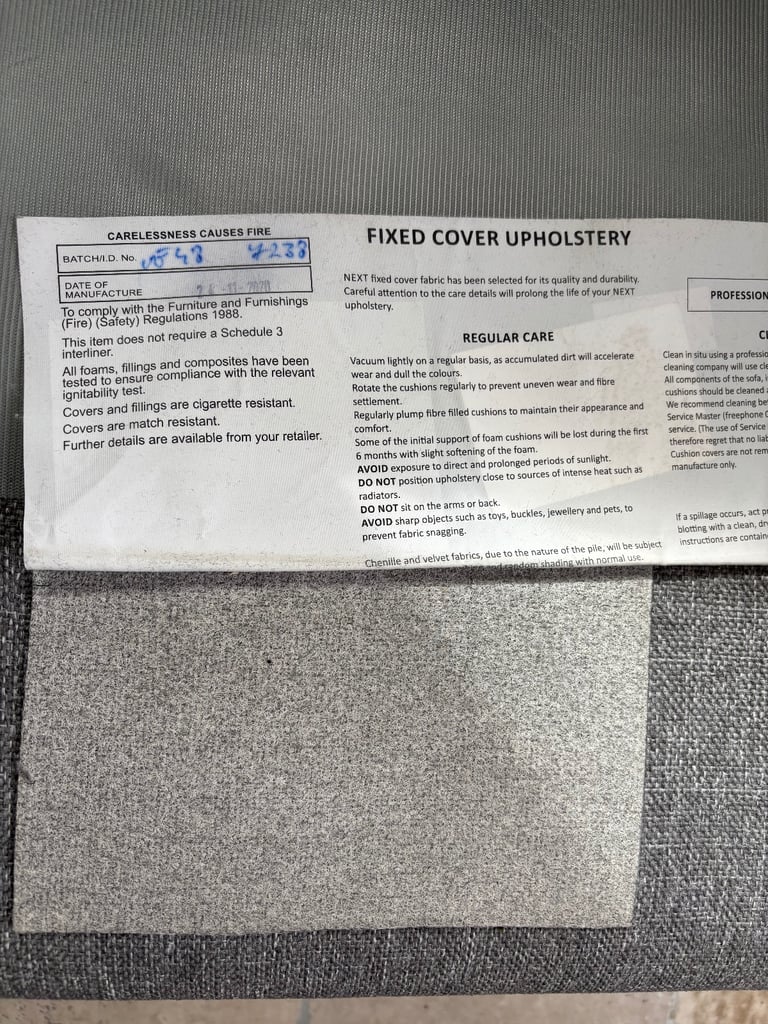 CARELESSNESS CAUSES FIRE
BATCH/I.D. No. 48 7233
DATE OF
MANUFACTURE
To comply with the Furniture and Furnishings
(Fire) (Safety) Regulations 1988.
This item does not require a Schedule 3
interliner.
All foams, fillings and composites have been
tested to ensure compliance with the relevant
ignitability test.
Covers and fillings are cigarette resistant.
Covers are match resistant.
Further details are available from your retailer.
FIXED COVER UPHOLSTERY
NEXT fixed cover fabric has been selected for its quality and durability.
Careful attention to the care details will prolong the life of your NEXT
upholstery.
REGULAR CARE
Vacuum lightly on a regular basis, as accumulated dirt will accelerate
wear and dull the colours.
Rotate the cushions regularly to prevent uneven wear and fibre
settlement.
Regularly plump fibre filled cushions to maintain their appearance and
comfort.
Some of the initial support of foam cushions will be lost during the first
6 months with slight softening of the foam.
AVOID exposure to direct and prolonged periods of sunlight.
DO NOT position upholstery close to sources of intense heat such as
radiators.
DO NOT sit on the arms or back.
AVOID sharp objects such as toys, buckles, jewellery and pets, to
prevent fabric snagging.
Chenille and velvet fabrics, due to the nature of the pile, will be subject
random shading with normal use.
PROFESSION
Clean in situ using a professio
cleaning company will use cle
All components of the sofa, i
cushions should be cleaned a
We recommend cleaning be
Service Master (freephone
service. (The use of Service
therefore regret that no liab
Cushion covers are not rem
manufacture only.
If a spillage occurs, act p
blotting with a clean, dr
instructions are contain